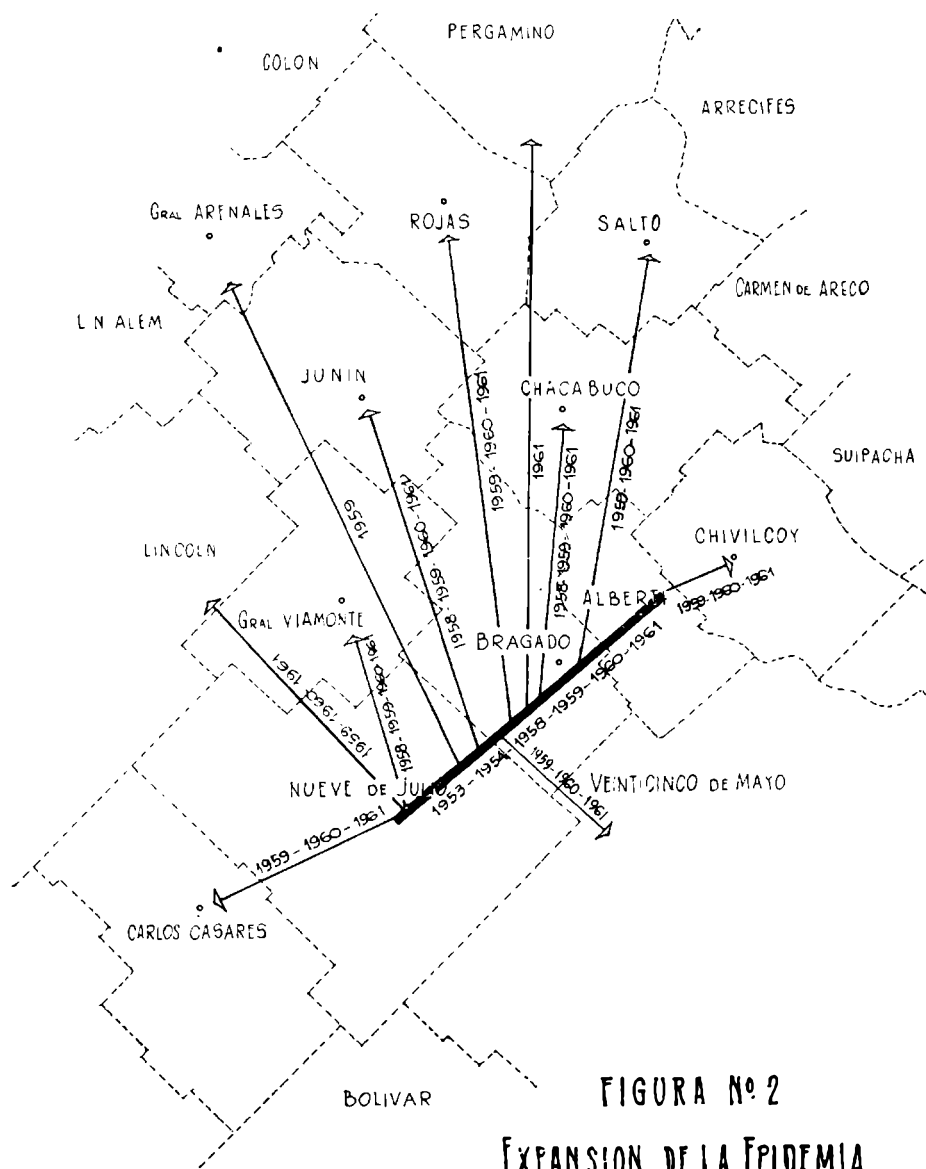 PERGAMINO
COLON
ARRECIFES
Gral ARENALES
ROJAS
SALTO
CARMEN DE ARECO
L N ALEM
JUNIN
CHACABUCO
SUIPACHA
LINCOLN
CHIVILCOY
Gral VIAMONTE
ALBERTI
BRAGADO
NUEVE DE JULIO
VEINTICINCO DE MAYO
CARLOS CASARES
BOLIVAR
1959
1958-1959-1960-1961
1959-1960-1961
1961
1958-1959-1960-1961
1959-1960-1961
1959-1960-1961
1959-1960-1961
1958-1959-1960-1961
1953-1954-1958-1959-1960-1961
1959-1960-1961
1959-1960-1961
FIGURA Nº 2
EXPANSION DE LA EPIDEMIA